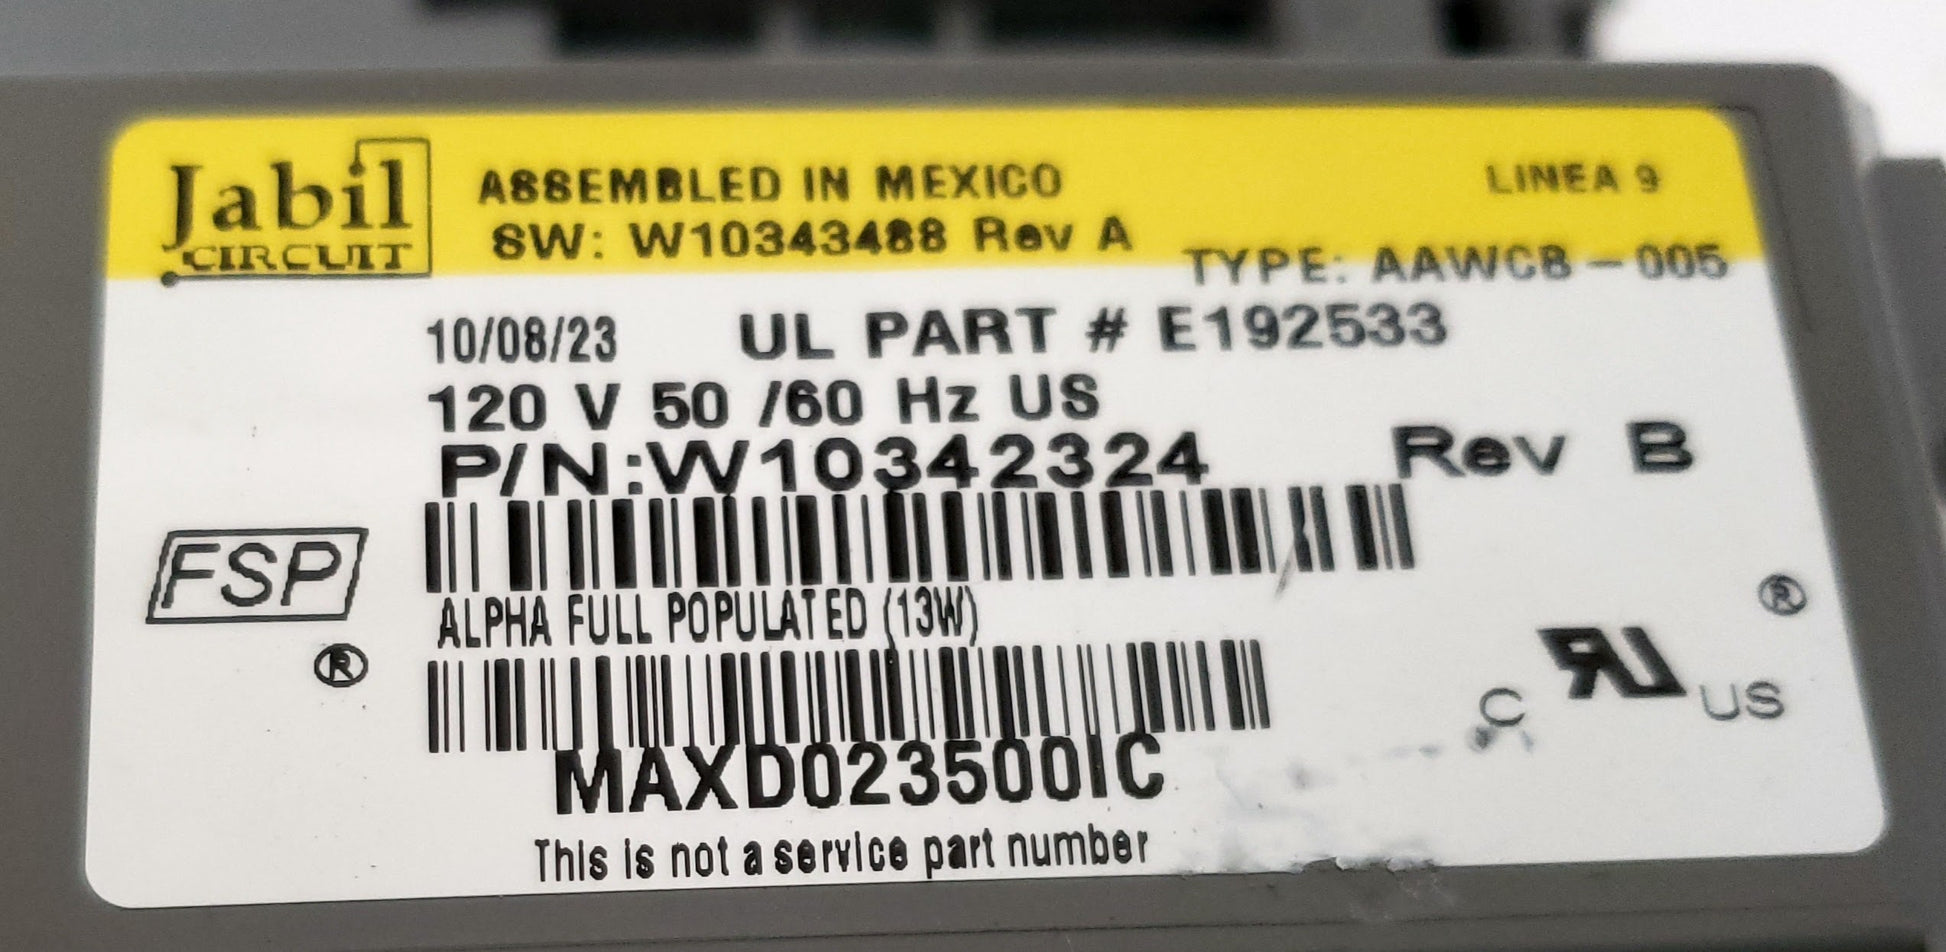 Jabil
CIRCUIT
ASSEMBLED IN MEXICO
LINEA 9
SW: W10343488 Rev A
TYPE: AAWCB-005
10/08/23 UL PART # E192533
120 V 50 /60 Hz US
P/N:W10342324 Rev B
FSP
®
ALPHA FULL POPULATED (13W)
®
C RU US
MAXD023500IC
This is not a service part number